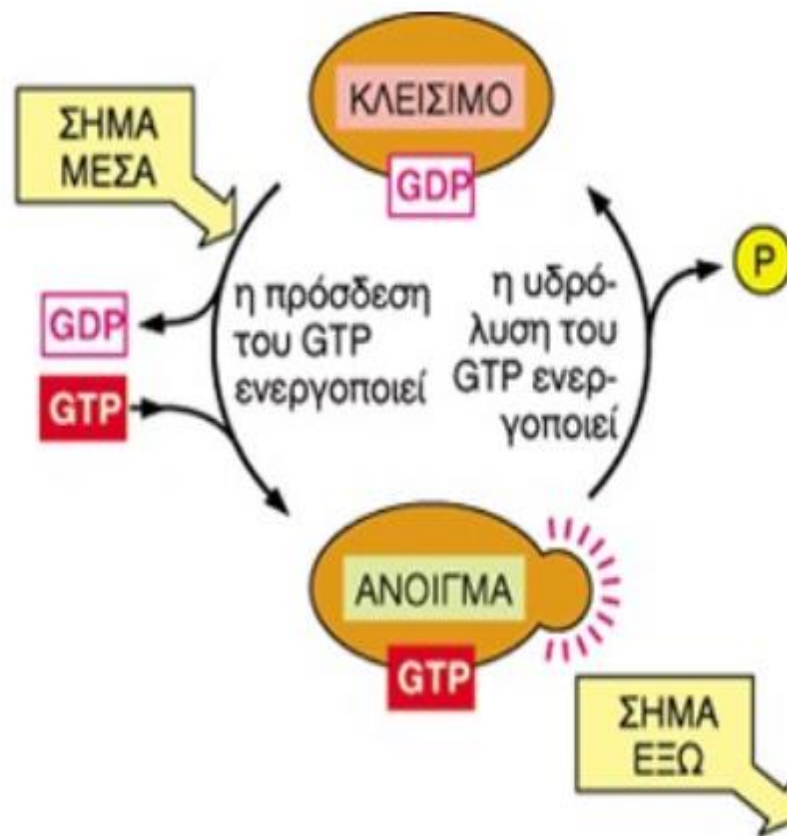 ΚΛΕΙΣΙΜΟ
GDP
ΣΗΜΑ
ΜΕΣΑ
GDP
GTP
η πρόσδεση
του GTP
ενεργοποιεί
η υδρό-
λυση του
GTP ενερ-
γοποιεί
P
ΑΝΟΙΓΜΑ
GTP
ΣΗΜΑ
ΕΞΩ